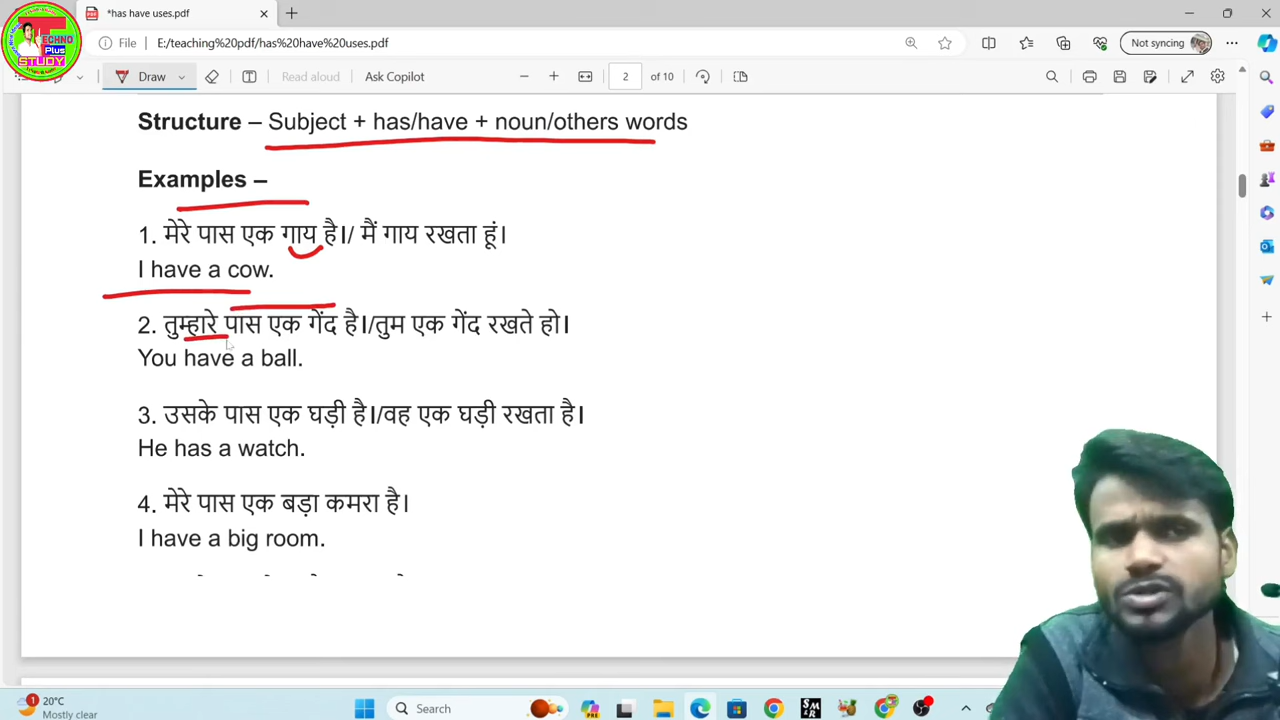 *has have uses.pdf
TECHNO
Plus
STUDY
File E:/teaching%20pdf/has%20have%20uses.pdf Not syncing
Draw Read aloud Ask Copilot 2 of 10
Structure – Subject + has/have + noun/others words
Examples –
1. मेरे पास एक गाय है।/ मैं गाय रखता हूं।
I have a cow.
2. तुम्हारे पास एक गेंद है।/तुम एक गेंद रखते हो।
You have a ball.
3. उसके पास एक घड़ी है।/वह एक घड़ी रखता है।
He has a watch.
4. मेरे पास एक बड़ा कमरा है।
I have a big room.
1
20°C
Mostly clear
Search
PRE
SM
&R